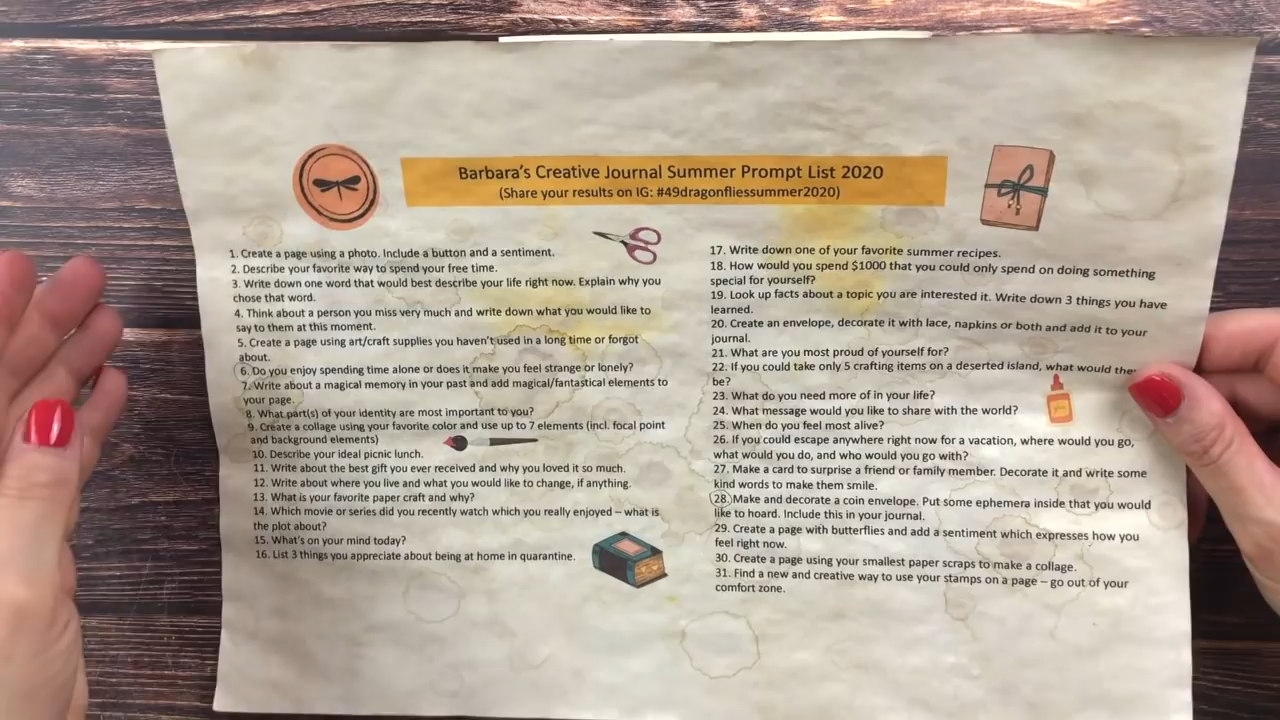 Barbara's Creative Journal Summer Prompt List 2020
(Share your results on IG: #49dragonfliessummer2020)
1. Create a page using a photo. Include a button and a sentiment.
2. Describe your favorite way to spend your free time.
3. Write down one word that would best describe your life right now. Explain why you
chose that word.
4. Think about a person you miss very much and write down what you would like to
say to them at this moment.
5. Create a page using art/craft supplies you haven't used in a long time or forgot
about.
6. Do you enjoy spending time alone or does it make you feel strange or lonely?
7. Write about a magical memory in your past and add magical/fantastical elements to
your page.
8. What part(s) of your identity are most important to you?
9. Create a collage using your favorite color and use up to 7 elements (incl. focal point
and background elements)
10. Describe your ideal picnic lunch.
11. Write about the best gift you ever received and why you loved it so much.
12. Write about where you live and what you would like to change, if anything.
13. What is your favorite paper craft and why?
14. Which movie or series did you recently watch which you really enjoyed – what is
the plot about?
15. What's on your mind today?
16. List 3 things you appreciate about being at home in quarantine.
17. Write down one of your favorite summer recipes.
18. How would you spend $1000 that you could only spend on doing something
special for yourself?
19. Look up facts about a topic you are interested it. Write down 3 things you have
learned.
20. Create an envelope, decorate it with lace, napkins or both and add it to your
journal.
21. What are you most proud of yourself for?
22. If you could take only 5 crafting items on a deserted island, what would the
be?
23. What do you need more of in your life?
24. What message would you like to share with the world?
25. When do you feel most alive?
26. If you could escape anywhere right now for a vacation, where would you go,
what would you do, and who would you go with?
27. Make a card to surprise a friend or family member. Decorate it and write some
kind words to make them smile.
28. Make and decorate a coin envelope. Put some ephemera inside that you would
like to hoard. Include this in your journal.
29. Create a page with butterflies and add a sentiment which expresses how you
feel right now.
30. Create a page using your smallest paper scraps to make a collage.
31. Find a new and creative way to use your stamps on a page – go out of your
comfort zone.